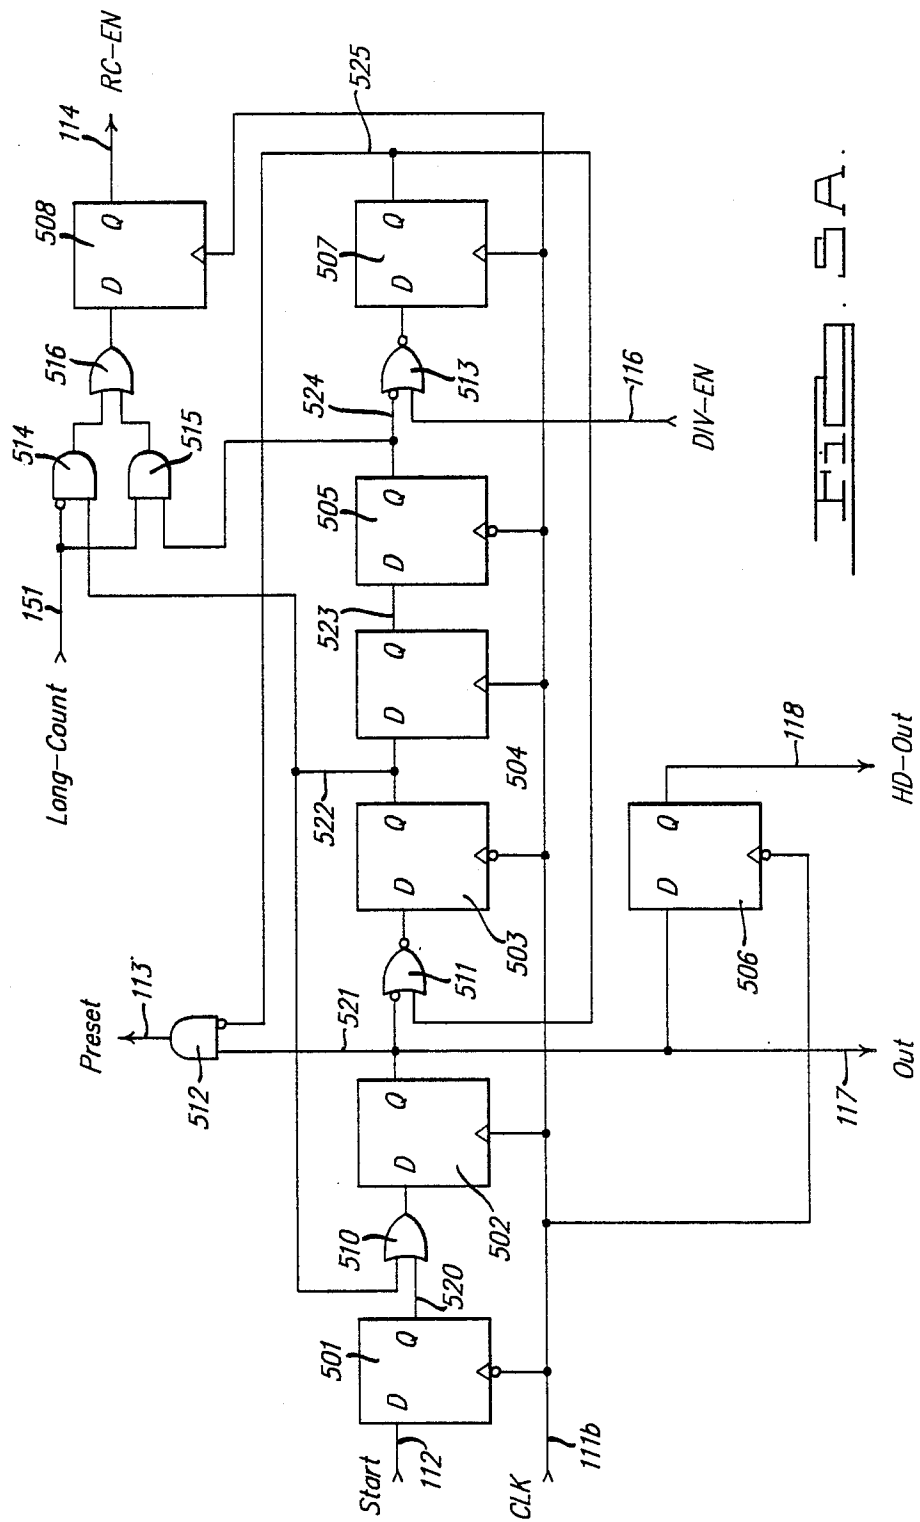 Long-Count
151
514
516
508
D
Q
114
RC-EN
515
Preset
113
512
521
522
523
524
525
Start
112
501
D
Q
520
510
502
D
Q
511
503
D
Q
504
D
Q
505
D
Q
513
507
D
Q
CLK
111b
506
D
Q
118
HD-Out
117
Out
116
DIV-EN
Fig. 5A.